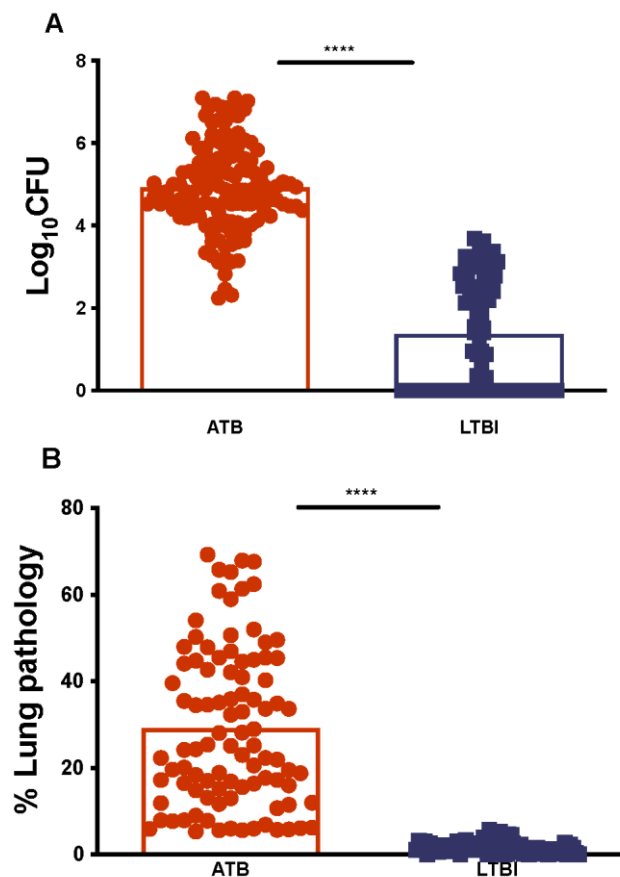 A
****
8
6
4
2
0
Log₁₀CFU
ATB LTBI
B
****
80
60
40
20
0
% Lung pathology
ATB LTBI